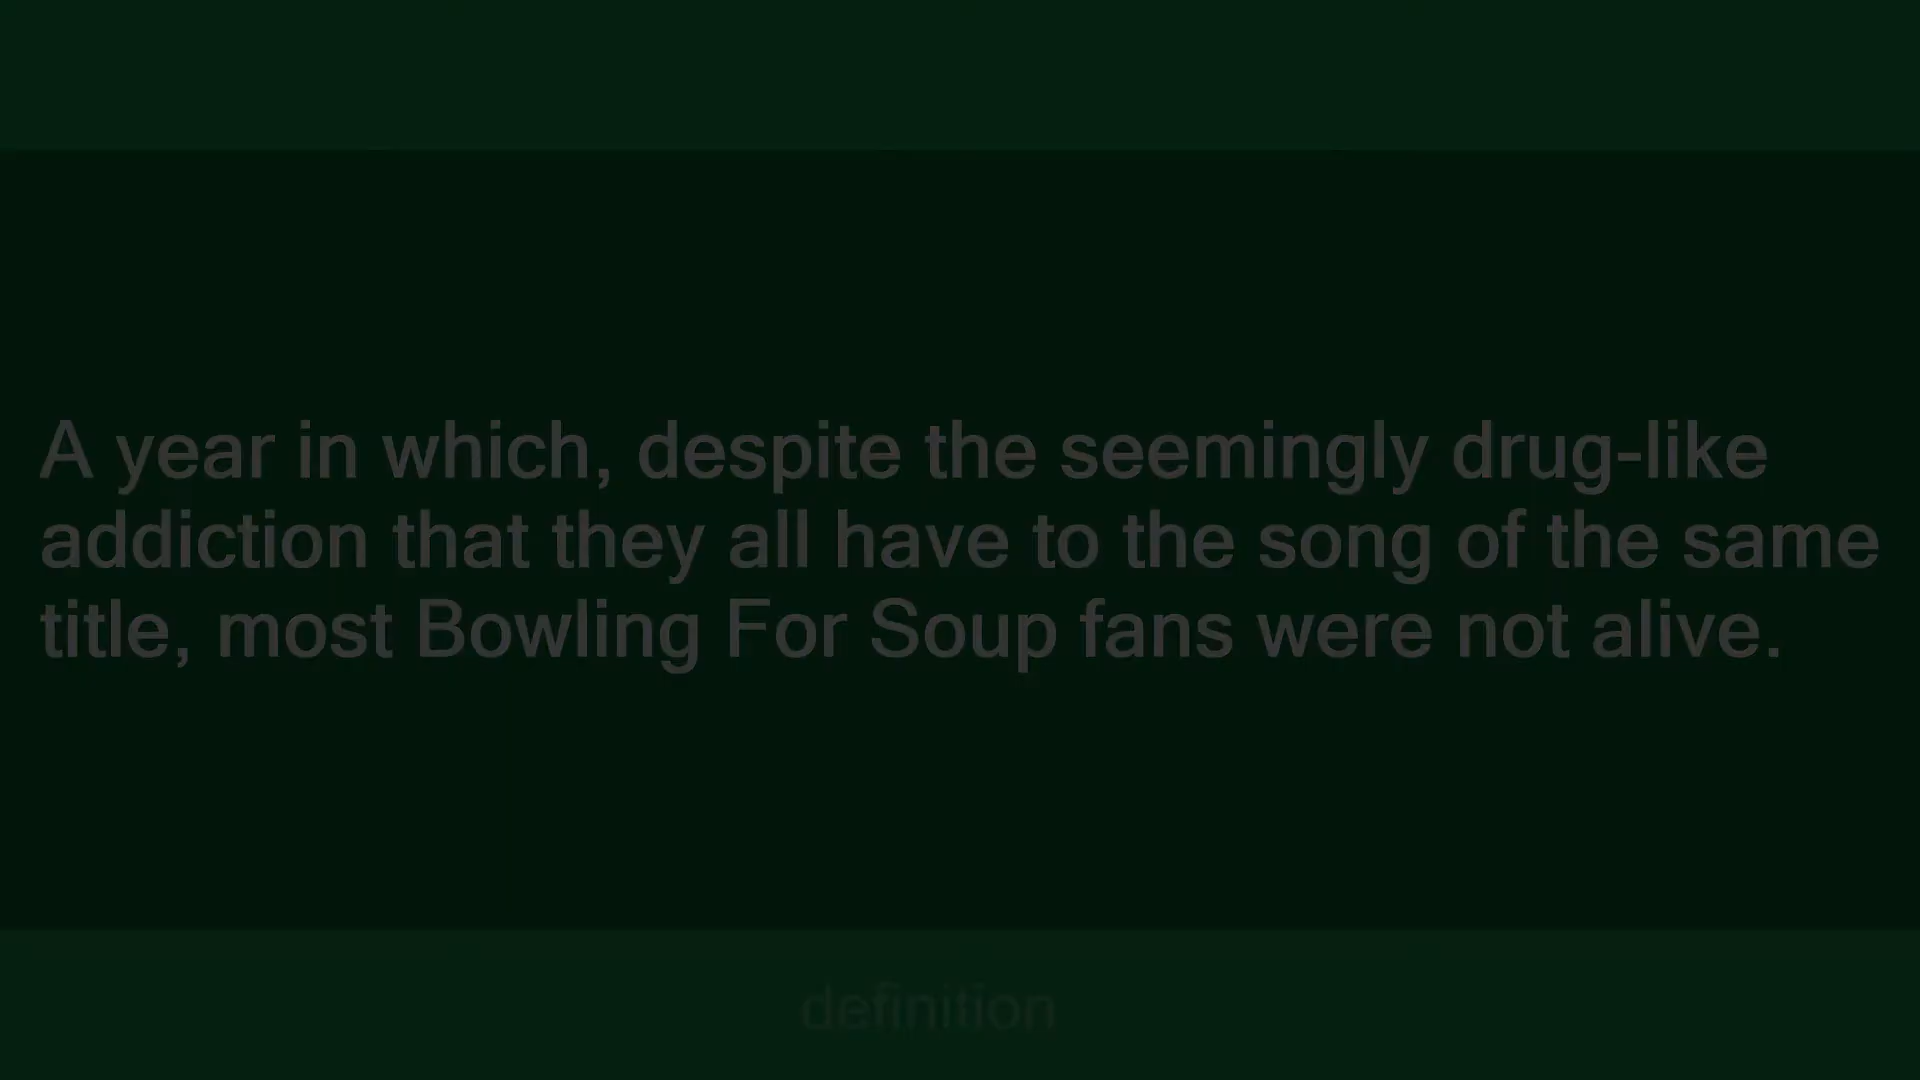 A year in which, despite the seemingly drug-like
addiction that they all have to the song of the same
title, most Bowling For Soup fans were not alive.
definition